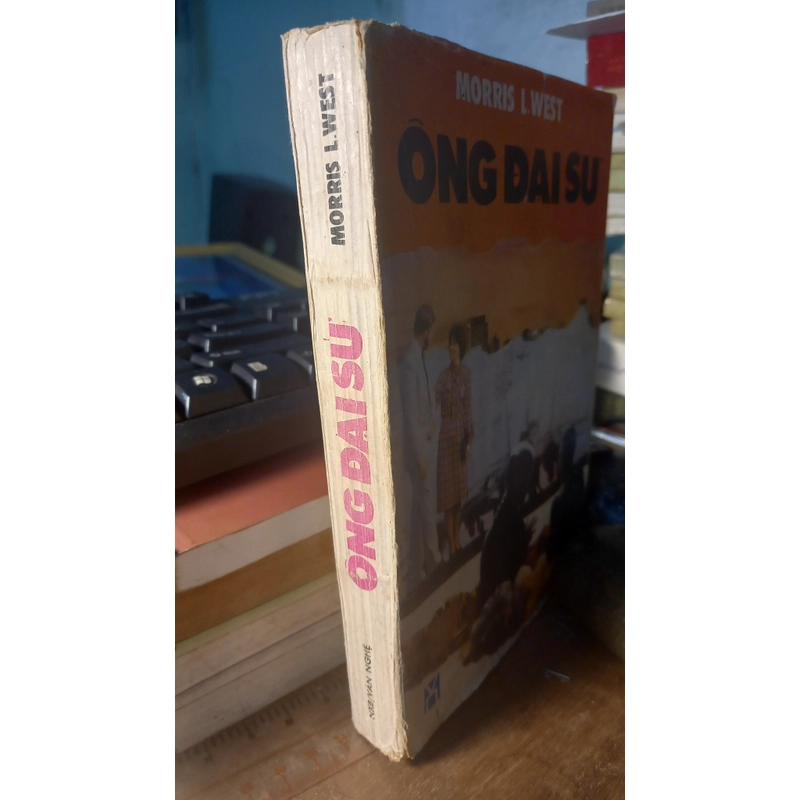 MORRIS L. WEST
ÔNG ĐẠI SỨ
NXB VĂN NGHỆ
MORRIS L. WEST
ÔNG ĐẠI SỨ